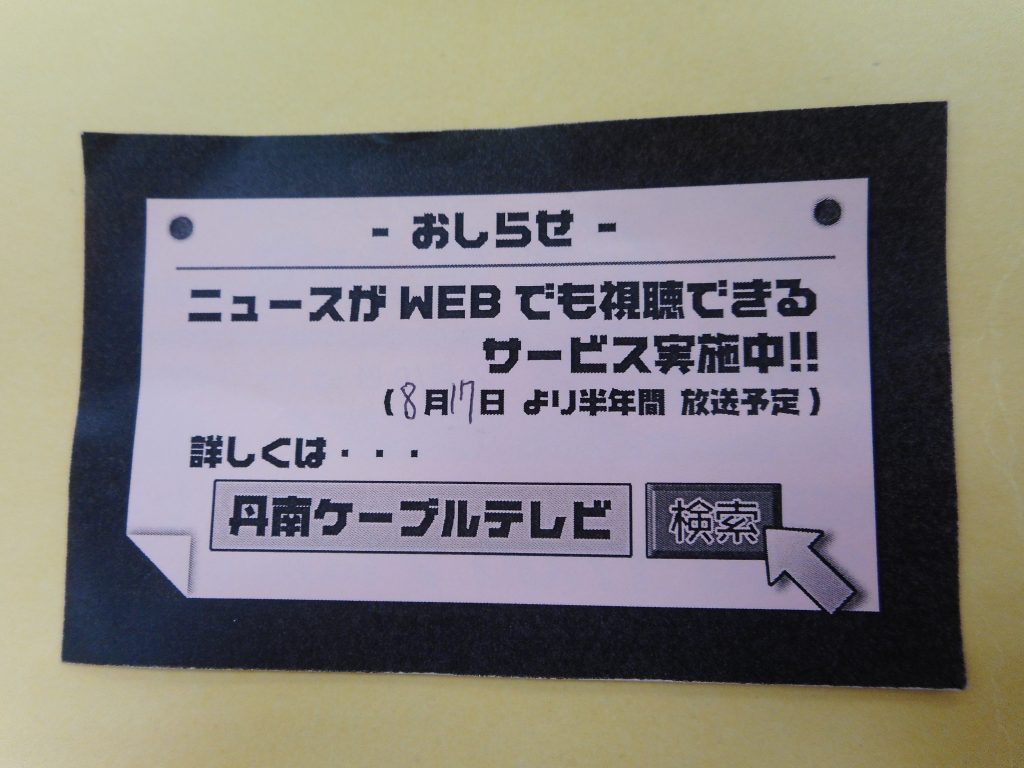 - おしらせ -
ニュースがWEBでも視聴できる
サービス実施中!!
(8月17日 より半年間 放送予定)
詳しくは・・・
丹南ケーブルテレビ 検索